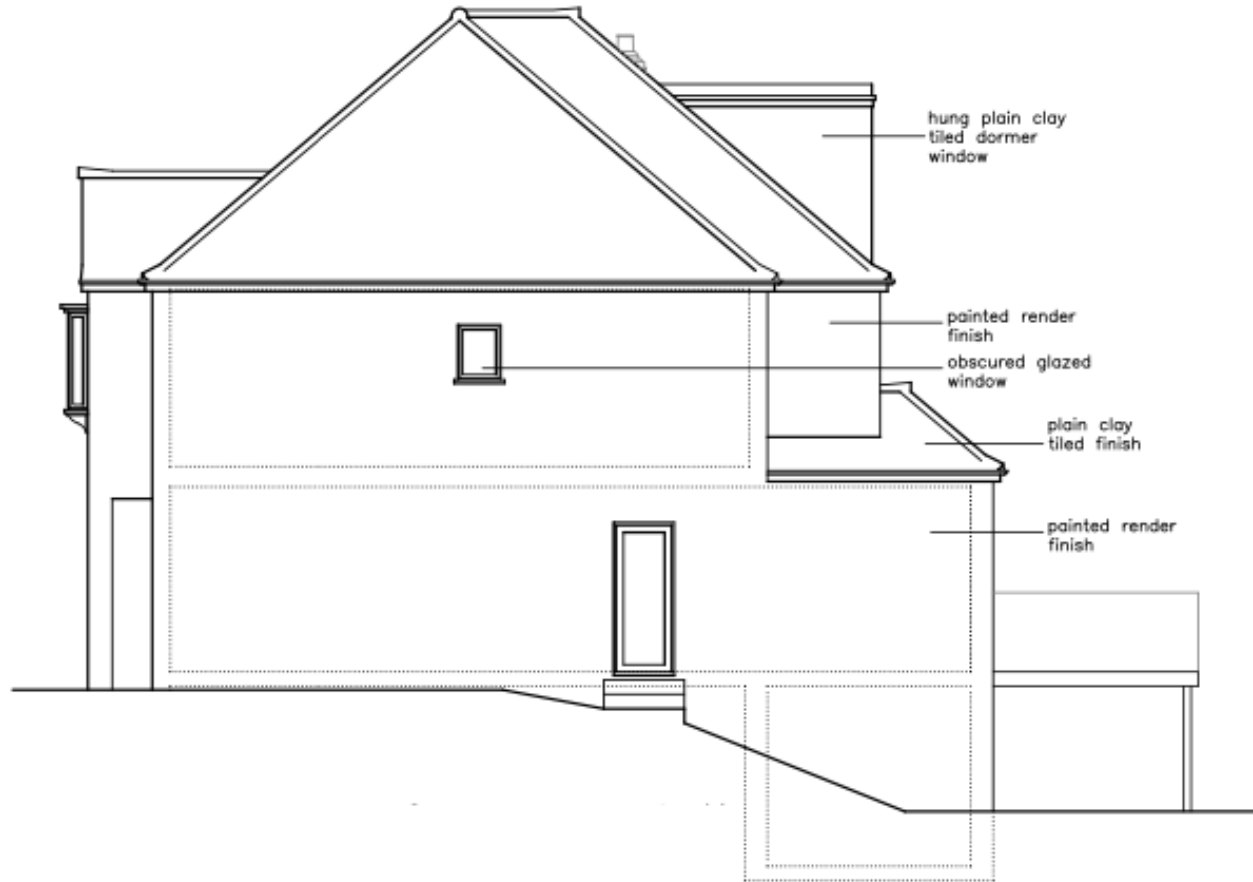 hung plain clay
tiled dormer
window
painted render
finish
obscured glazed
window
plain clay
tiled finish
painted render
finish